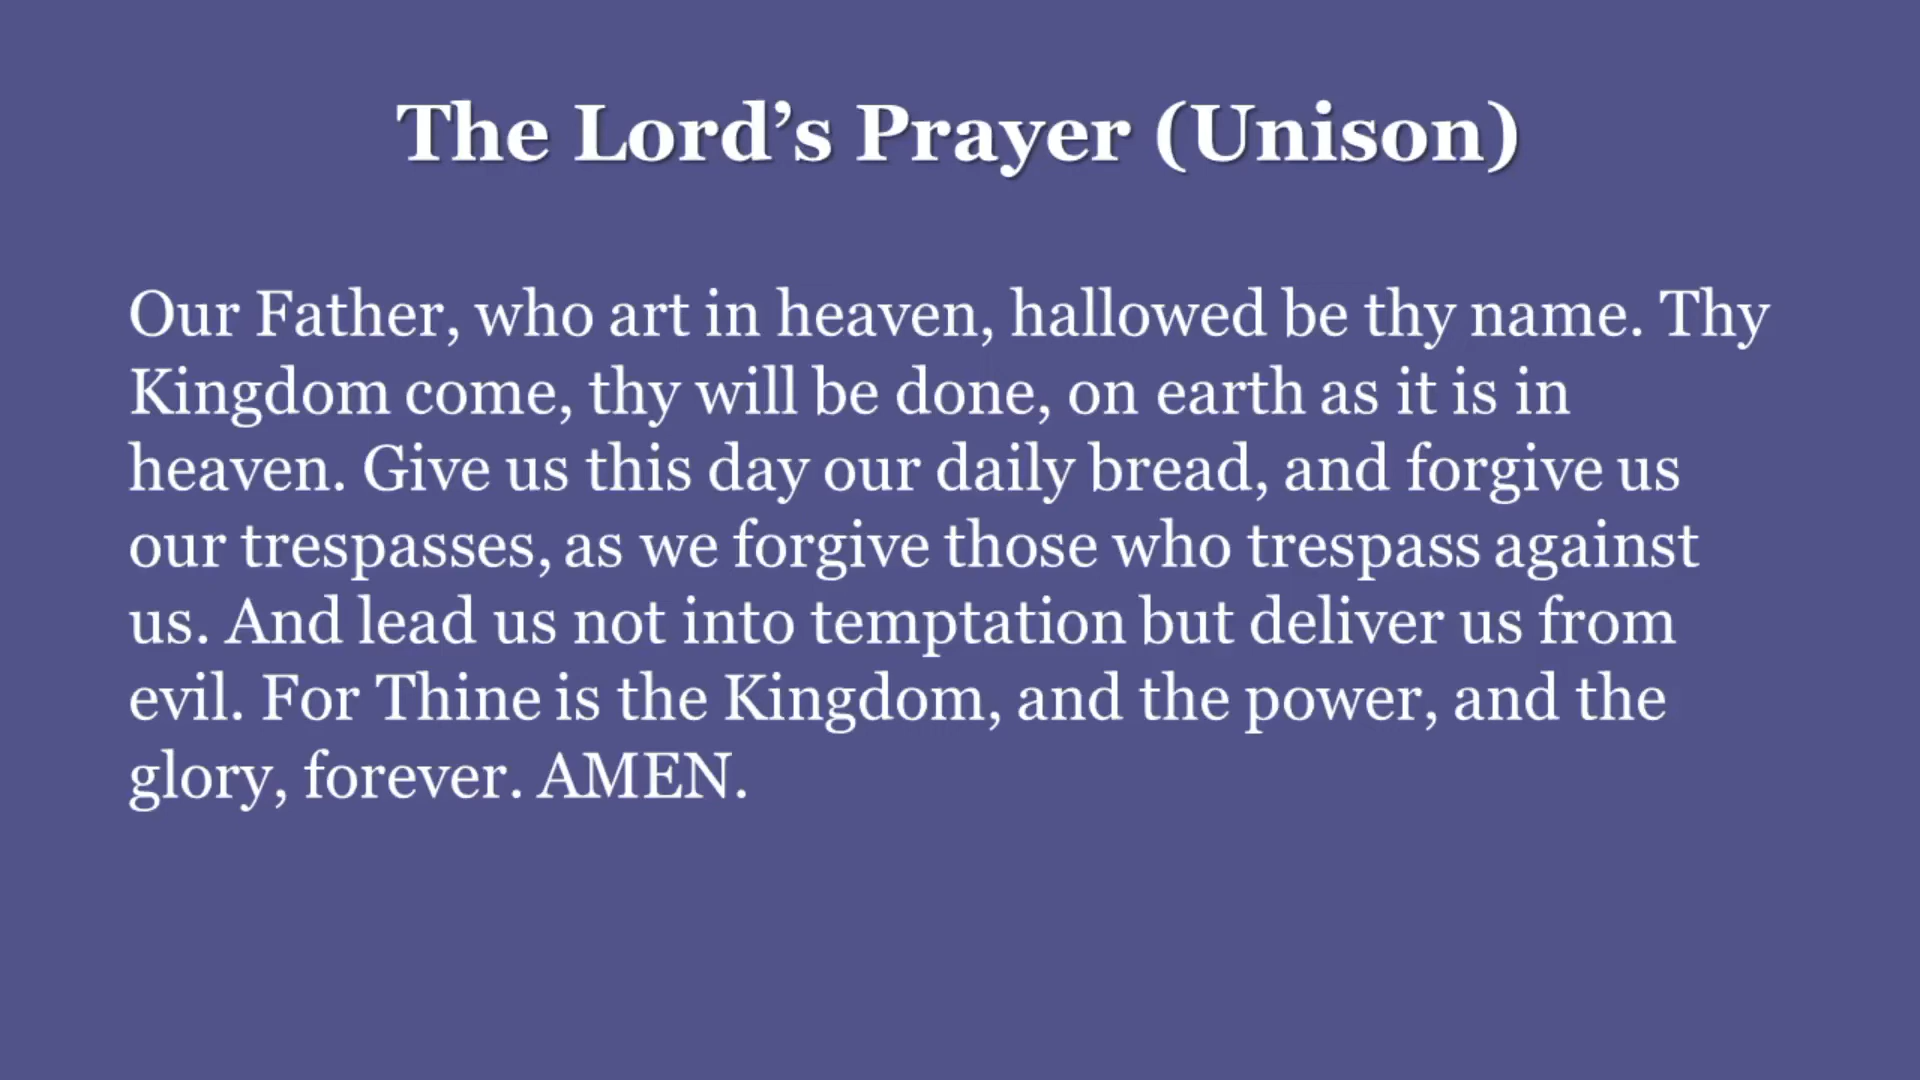 The Lord’s Prayer (Unison)
Our Father, who art in heaven, hallowed be thy name. Thy
Kingdom come, thy will be done, on earth as it is in
heaven. Give us this day our daily bread, and forgive us
our trespasses, as we forgive those who trespass against
us. And lead us not into temptation but deliver us from
evil. For Thine is the Kingdom, and the power, and the
glory, forever. AMEN.